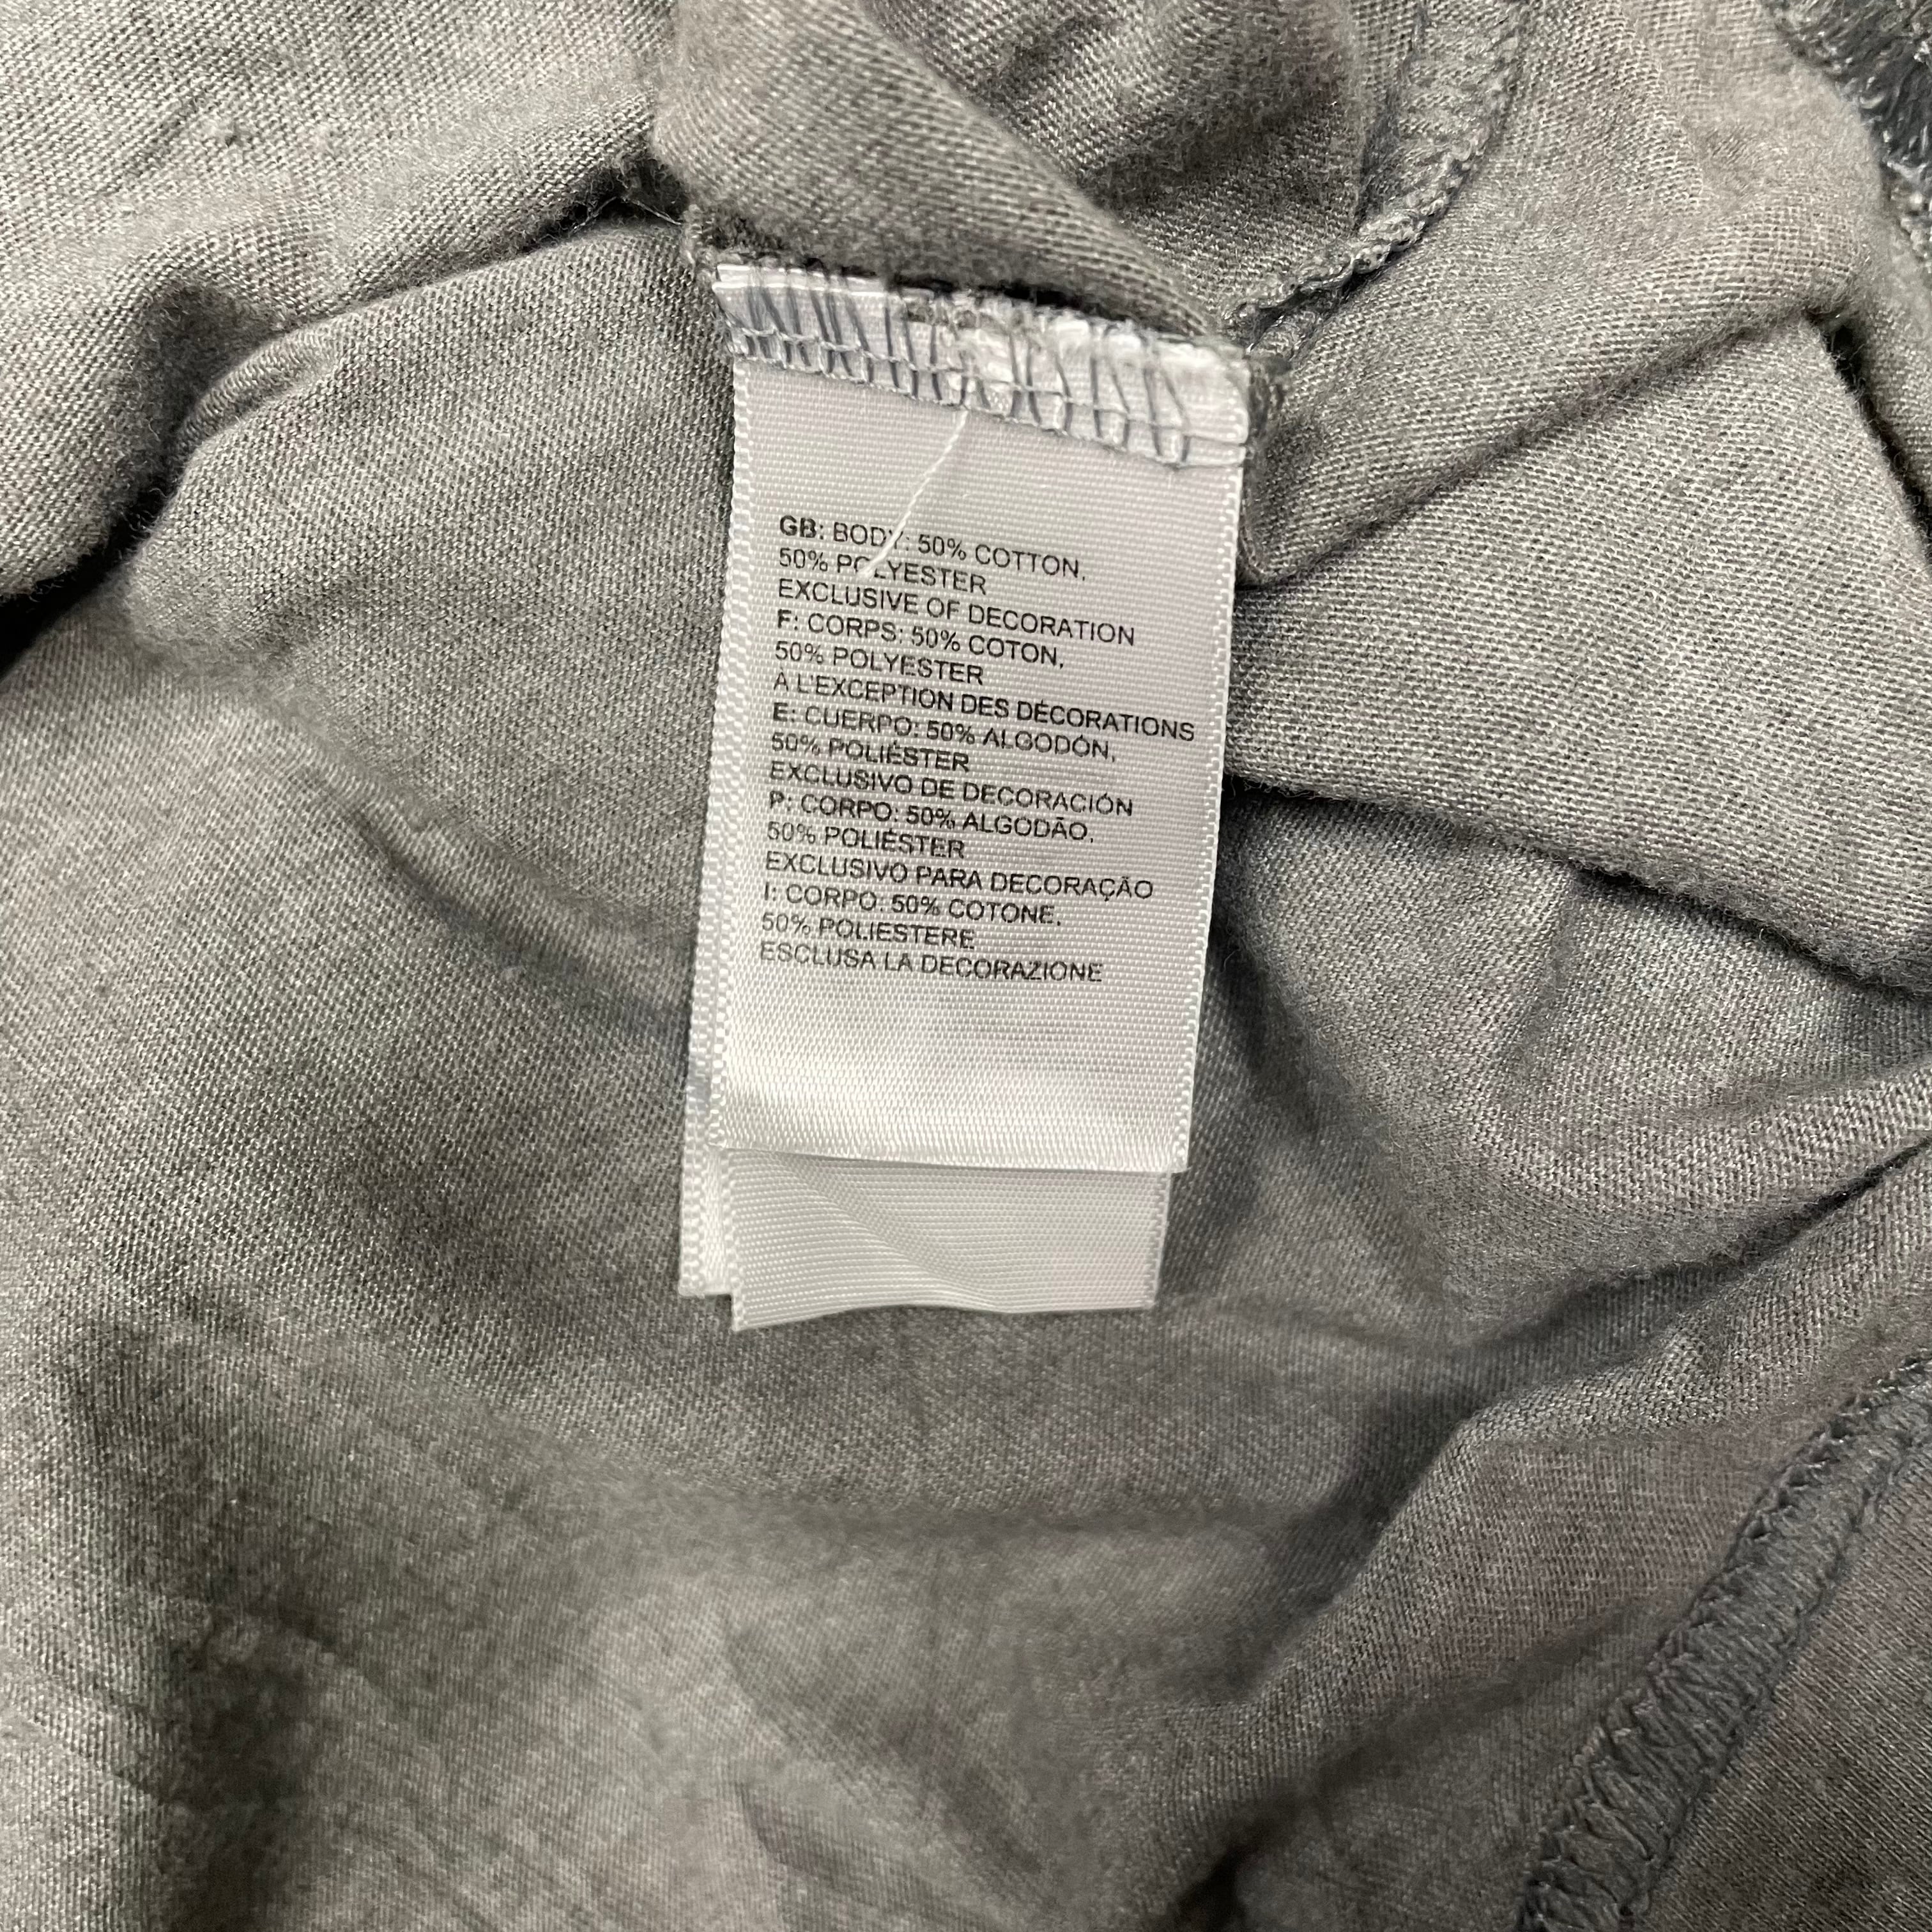 GB: BODY: 50% COTTON,
50% POLYESTER
EXCLUSIVE OF DECORATION
F: CORPS: 50% COTON,
50% POLYESTER
A L'EXCEPTION DES DÉCORATIONS
E: CUERPO: 50% ALGODÓN,
50% POLIÉSTER
EXCLUSIVO DE DECORACIÓN
P: CORPO: 50% ALGODÃO,
50% POLIÉSTER
EXCLUSIVO PARA DECORAÇÃO
I: CORPO: 50% COTONE,
50% POLIESTERE
ESCLUSA LA DECORAZIONE